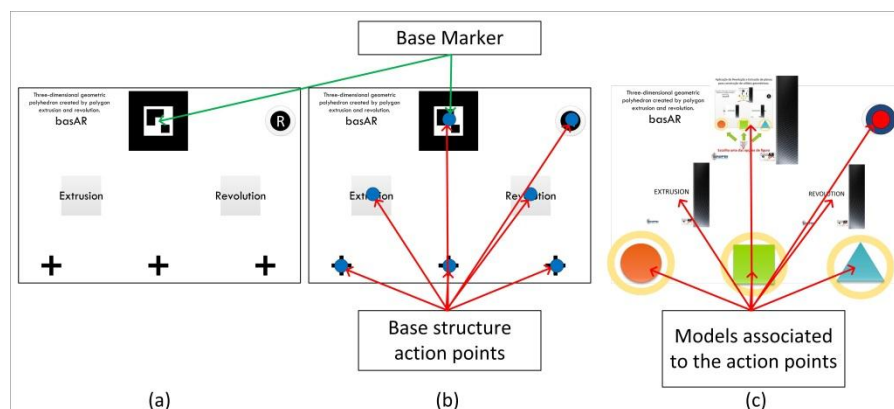 Base Marker
Three-dimensional geometric
polyhedron created by polygon
extrusion and revolution.
basAR
R
Extrusion
Revolution
Three-dimensional geometric
polyhedron created by polygon
extrusion and revolution.
basAR
Extrusion
Revolution
Three-dimensional geometric
polyhedron created by polygon
extrusion and revolution.
basAR
EXTRUSION
REVOLUTION
Base structure
action points
Models associated
to the action points
(a)
(b)
(c)